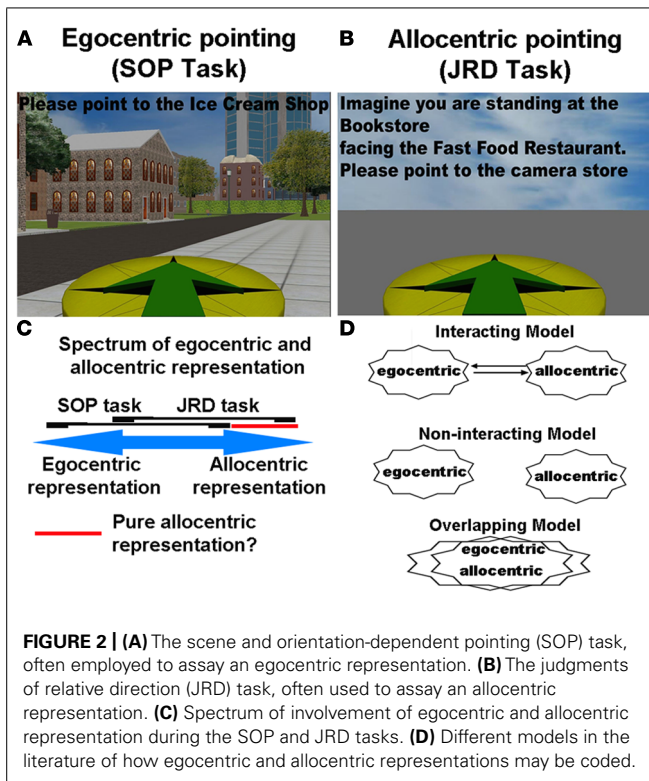 A Egocentric pointing
(SOP Task)
Please point to the Ice Cream Shop
B Allocentric pointing
(JRD Task)
Imagine you are standing at the
Bookstore
facing the Fast Food Restaurant.
Please point to the camera store
C
Spectrum of egocentric and
allocentric representation
SOP task JRD task
Egocentric Allocentric
representation representation
Pure allocentric
representation?
D Interacting Model
egocentric allocentric
Non-interacting Model
egocentric allocentric
Overlapping Model
egocentric
allocentric
FIGURE 2 | (A) The scene and orientation-dependent pointing (SOP) task,
often employed to assay an egocentric representation. (B) The judgments
of relative direction (JRD) task, often used to assay an allocentric
representation. (C) Spectrum of involvement of egocentric and allocentric
representation during the SOP and JRD tasks. (D) Different models in the
literature of how egocentric and allocentric representations may be coded.